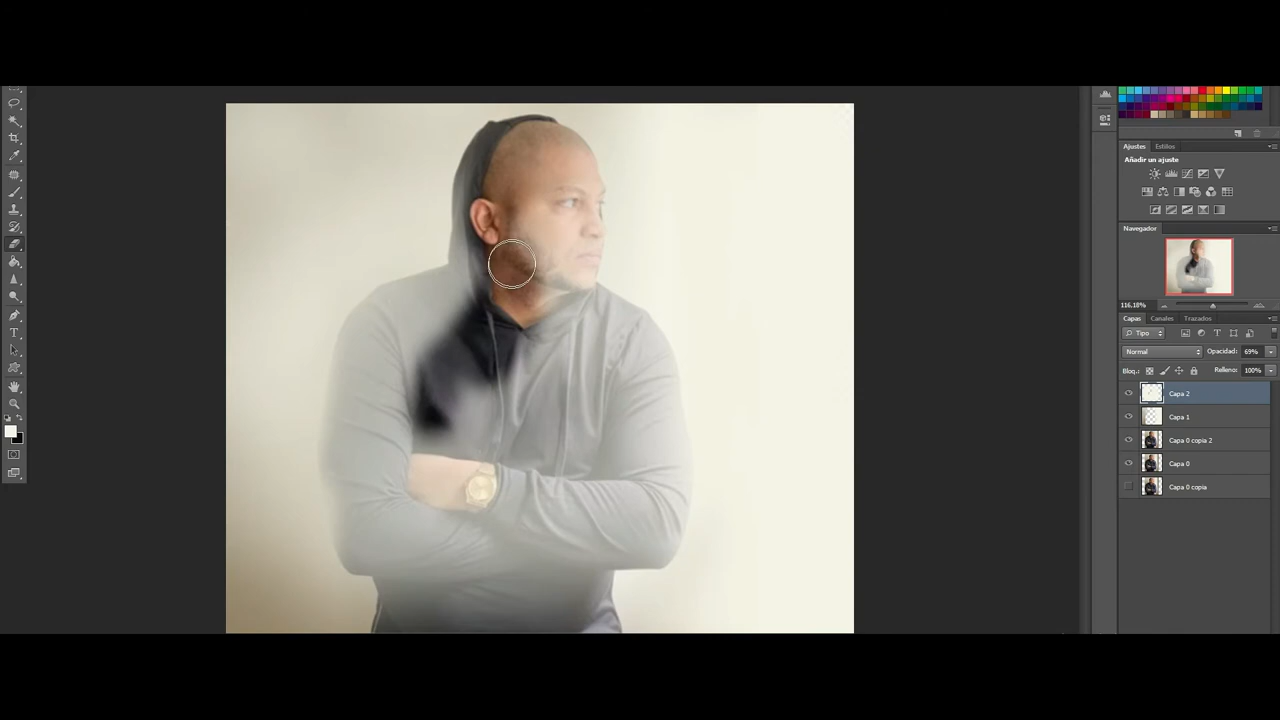 Ajustes Estilos
Añadir un ajuste
Navegador
116.18%
Capas Canales Trazados
Tipo
Normal Opacidad: 69%
Bloq.: Relleno: 100%
Capa 2
Capa 1
Capa 0 copia 2
Capa 0
Capa 0 copia